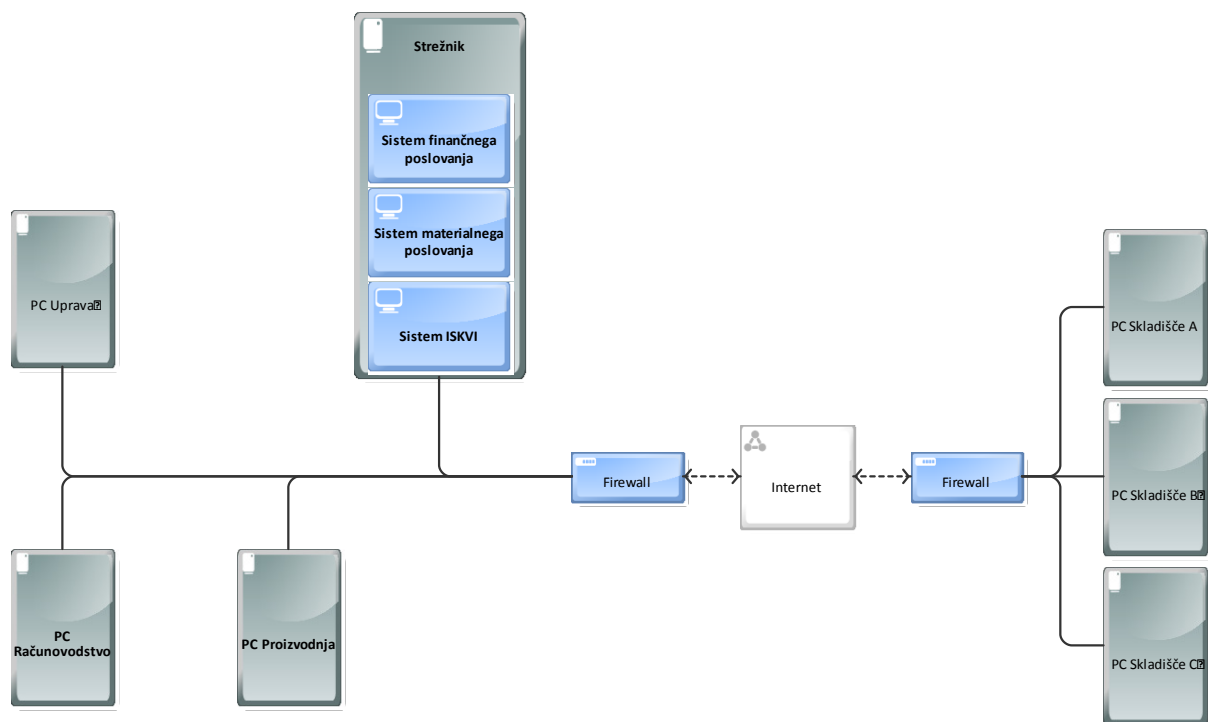 Strežnik
Sistem finančnega
poslovanja
Sistem materialnega
poslovanja
Sistem ISKVI
PC Uprava
PC
Računovodstvo
PC Proizvodnja
Firewall
Internet
Firewall
PC Skladišče A
PC Skladišče B
PC Skladišče C